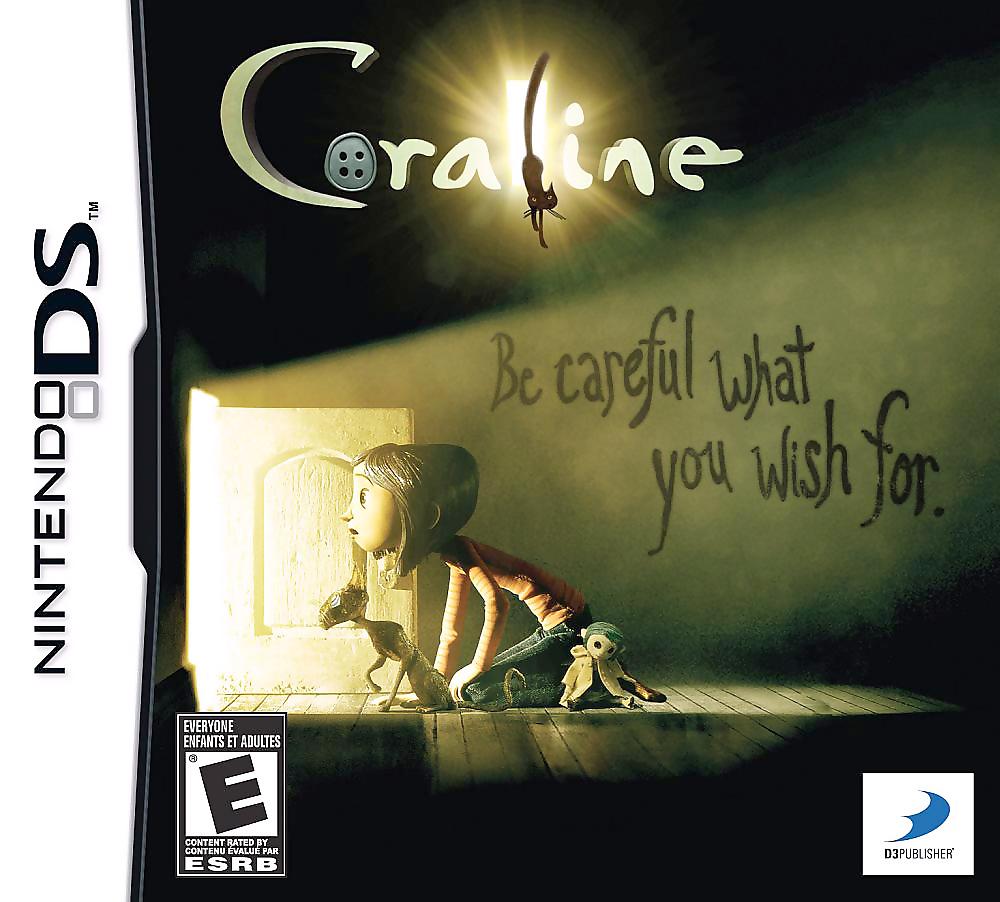 Coraline
NINTENDO DS™
Be careful what
you wish for.
EVERYONE
ENFANTS ET ADULTES
®
E
CONTENT RATED BY
CONTENU ÉVALUÉ PAR
ESRB
D3PUBLISHER